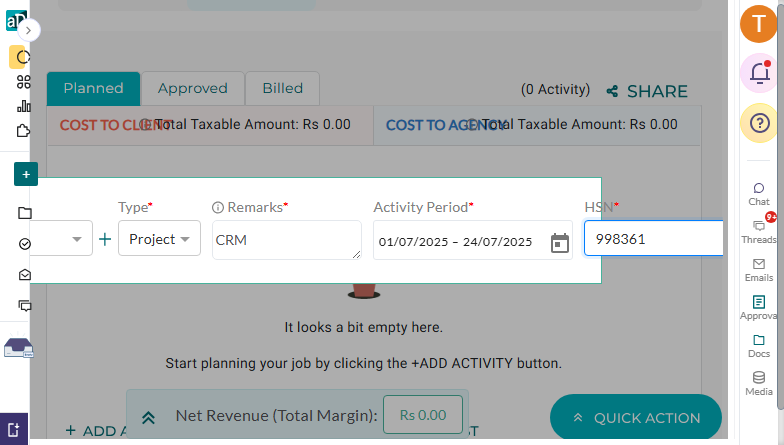 aD
T
Planned
Approved
Billed
(0 Activity)
SHARE
COST TO CLIENT
Total Taxable Amount: Rs 0.00
COST TO AGENCY
Total Taxable Amount: Rs 0.00
+
Type*
Remarks*
Activity Period*
HSN*
+
Project
CRM
01/07/2025 – 24/07/2025
998361
It looks a bit empty here.
Start planning your job by clicking the +ADD ACTIVITY button.
Net Revenue (Total Margin):
Rs 0.00
+ ADD A
ST
QUICK ACTION
?
Chat
9+
Threads
Emails
Approva
Docs
Media